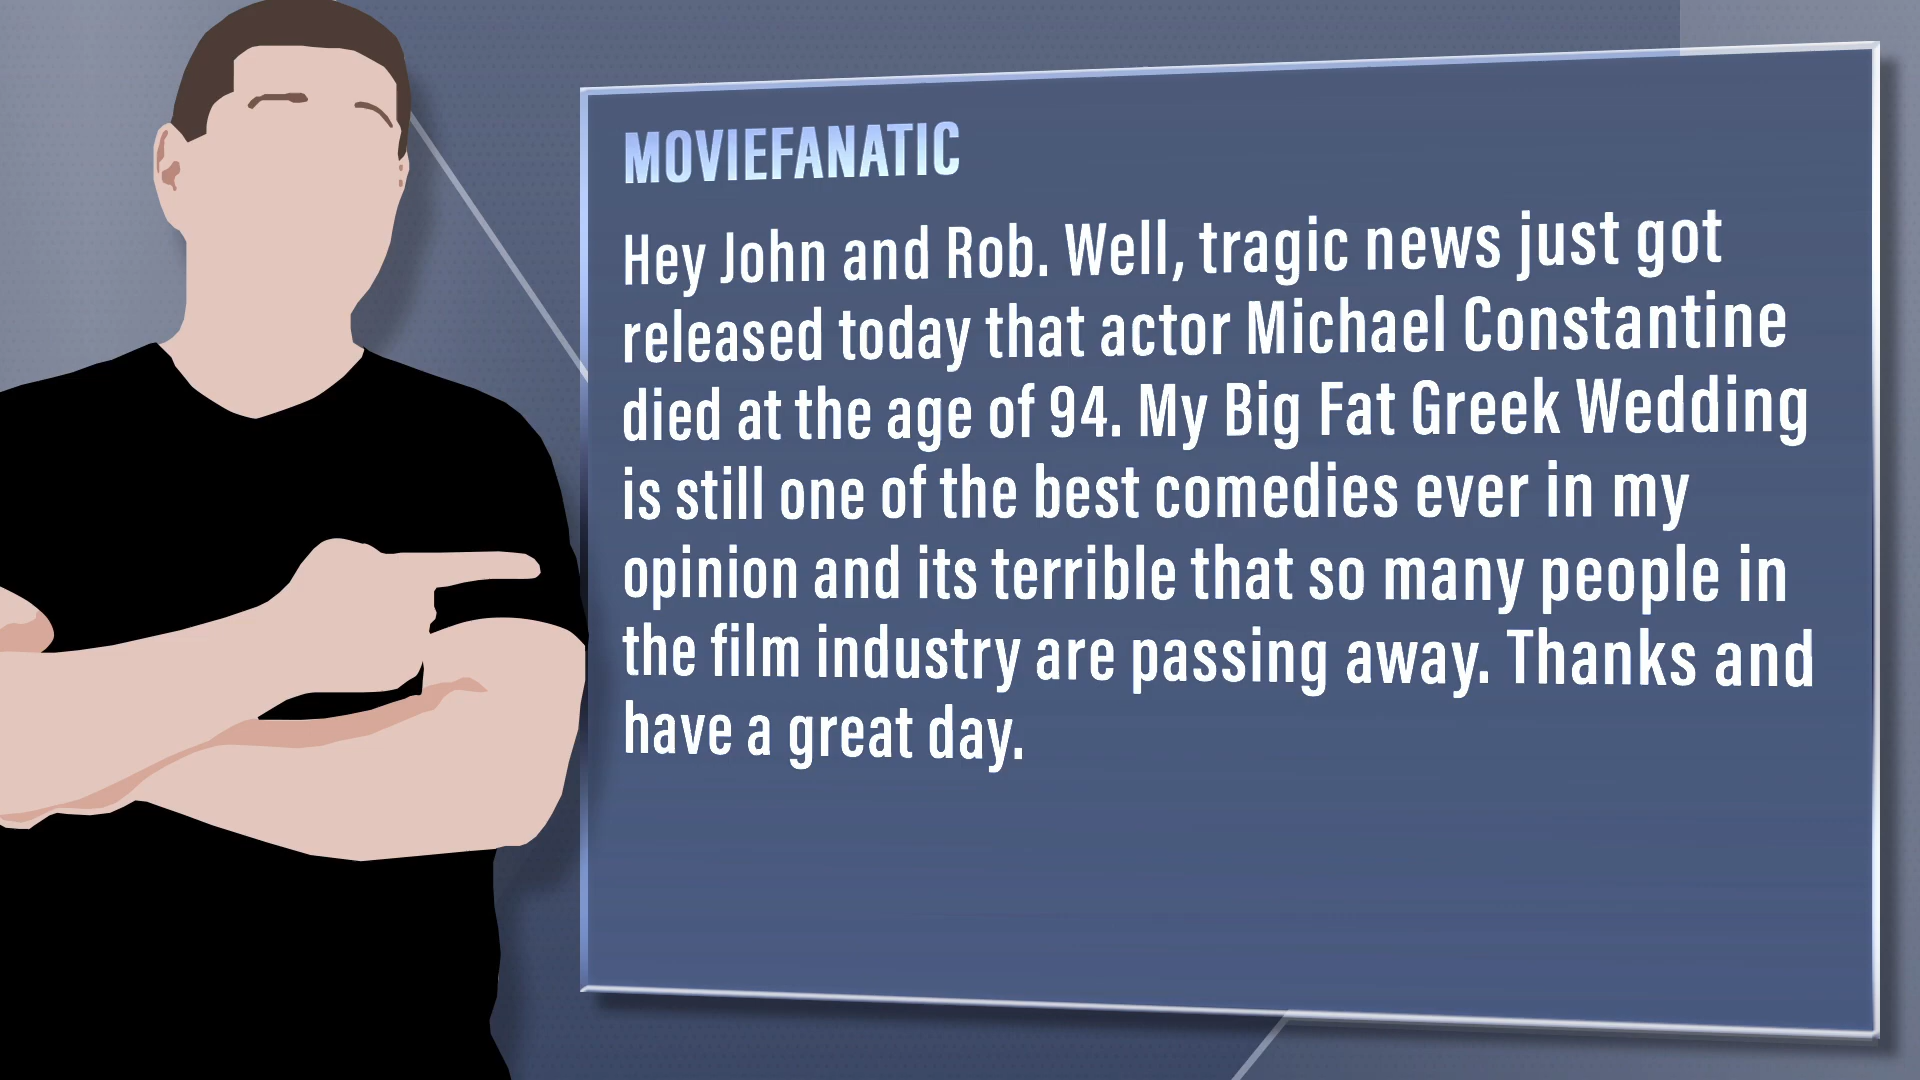 MOVIEFANATIC
Hey John and Rob. Well, tragic news just got
released today that actor Michael Constantine
died at the age of 94. My Big Fat Greek Wedding
is still one of the best comedies ever in my
opinion and its terrible that so many people in
the film industry are passing away. Thanks and
have a great day.